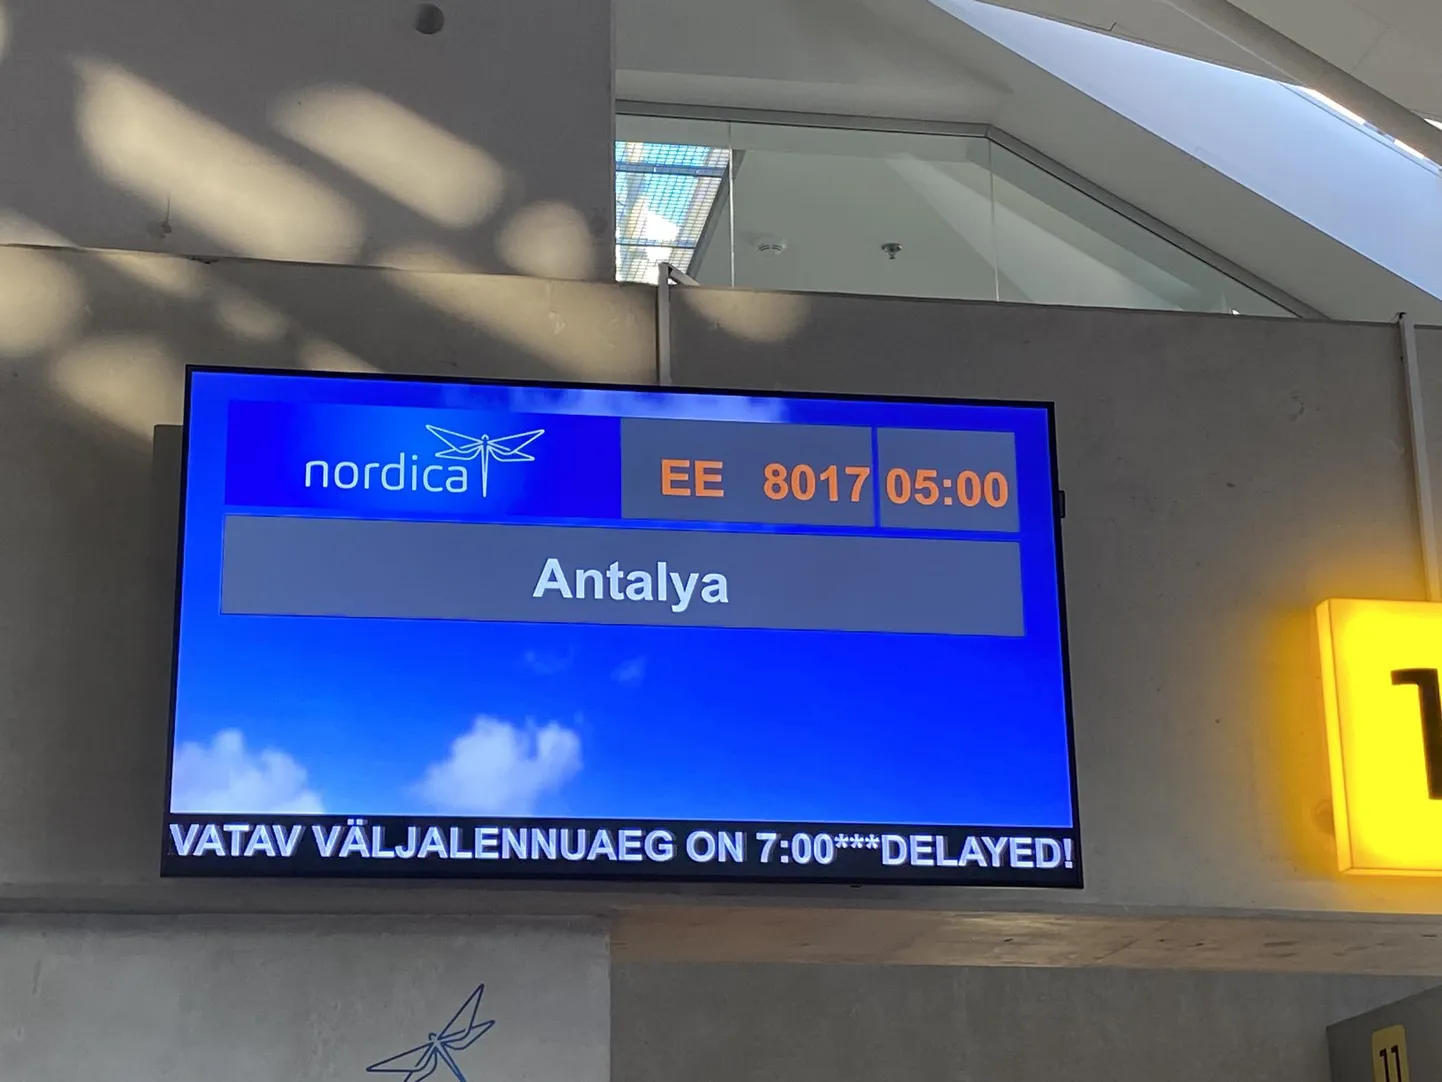 nordica
EE 8017 05:00
Antalya
VATAV VÄLJALENNUAEG ON 7:00***DELAYED!
11